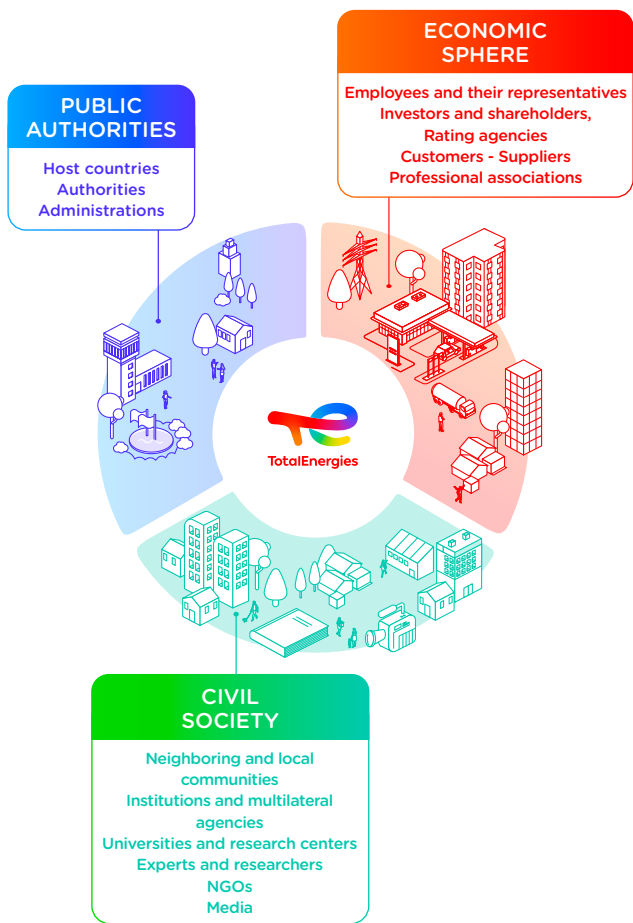 ECONOMIC
SPHERE
Employees and their representatives
Investors and shareholders,
Rating agencies
Customers - Suppliers
Professional associations
PUBLIC
AUTHORITIES
Host countries
Authorities
Administrations
TotalEnergies
CIVIL
SOCIETY
Neighboring and local
communities
Institutions and multilateral
agencies
Universities and research centers
Experts and researchers
NGOs
Media